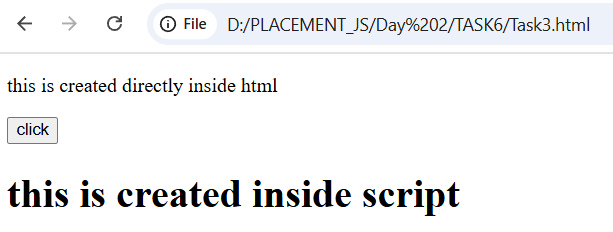 File D:/PLACEMENT_JS/Day%202/TASK6/Task3.html
this is created directly inside html
click
this is created inside script